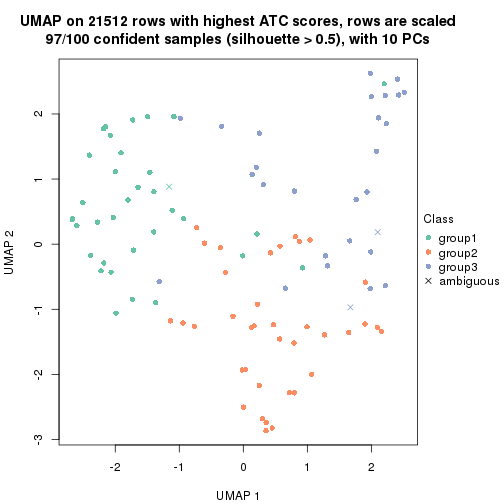 UMAP on 21512 rows with highest ATC scores, rows are scaled
97/100 confident samples (silhouette > 0.5), with 10 PCs
UMAP 2
2
1
0
-1
-2
-3
-2
-1
0
1
2
UMAP 1
Class
group1
group2
group3
ambiguous